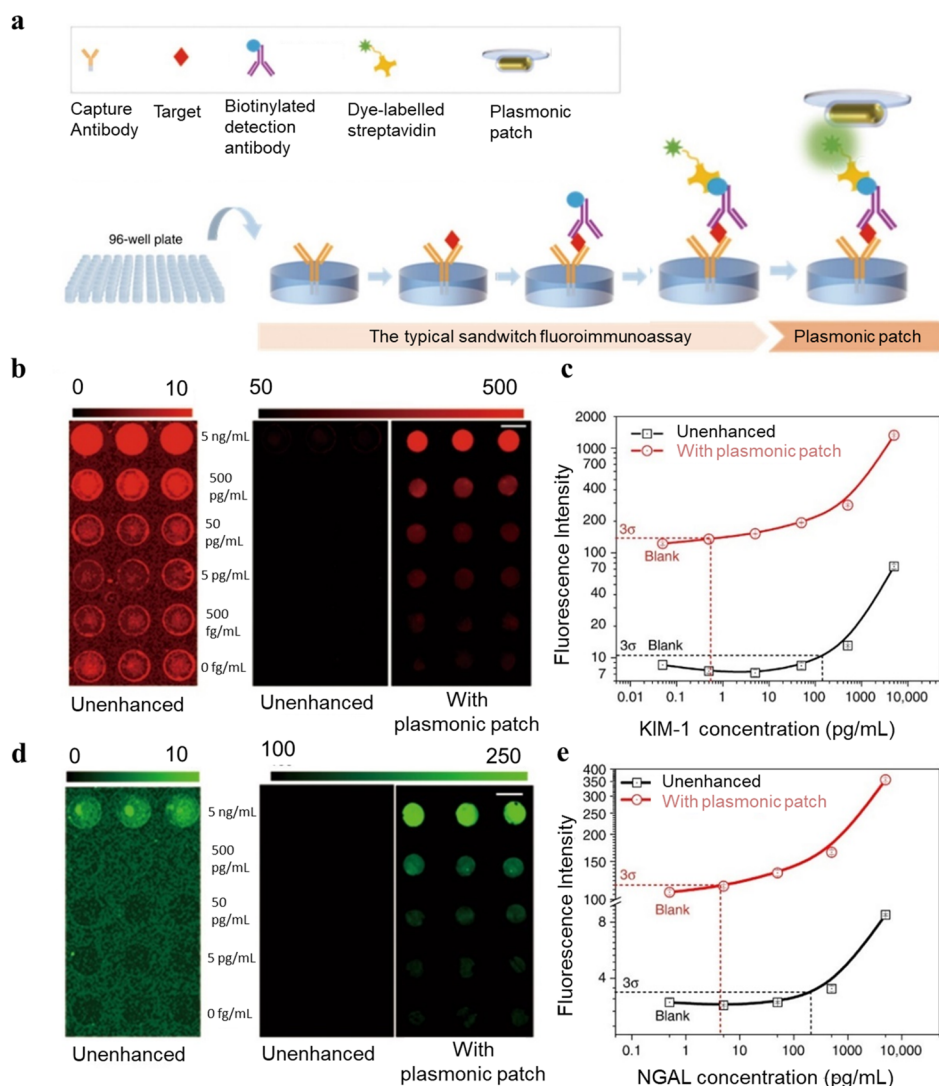 a
Capture
Antibody
Target
Biotinylated
detection
antibody
Dye-labelled
streptavidin
Plasmonic
patch
96-well plate
The typical sandwitch fluoroimmunoassay
Plasmonic patch
b
0
10
50
500
5 ng/mL
500
pg/mL
50
pg/mL
5 pg/mL
500
fg/mL
0 fg/mL
Unenhanced
Unenhanced
With
plasmonic patch
c
Fluorescence Intensity
2000
1000
700
400
200
100
70
40
20
10
7
Unenhanced
With plasmonic patch
3σ
Blank
3σ
Blank
0.01
0.1
1
10
100
1000
10,000
KIM-1 concentration (pg/mL)
d
0
10
100
250
5 ng/mL
500
pg/mL
50
pg/mL
5 pg/mL
0 fg/mL
Unenhanced
Unenhanced
With
plasmonic patch
e
Fluorescence Intensity
400
350
300
250
200
150
100
8
4
Unenhanced
With plasmonic patch
3σ
Blank
3σ
Blank
0.1
1
10
100
1000
10,000
NGAL concentration (pg/mL)